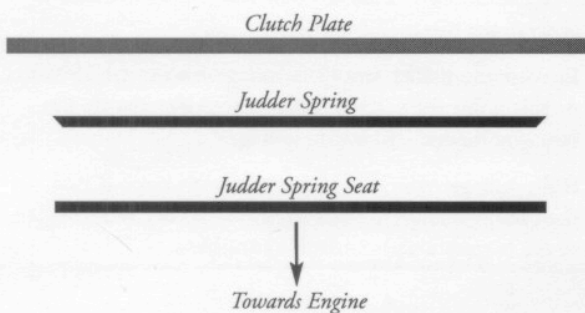 Clutch Plate
Judder Spring
Judder Spring Seat
Towards Engine